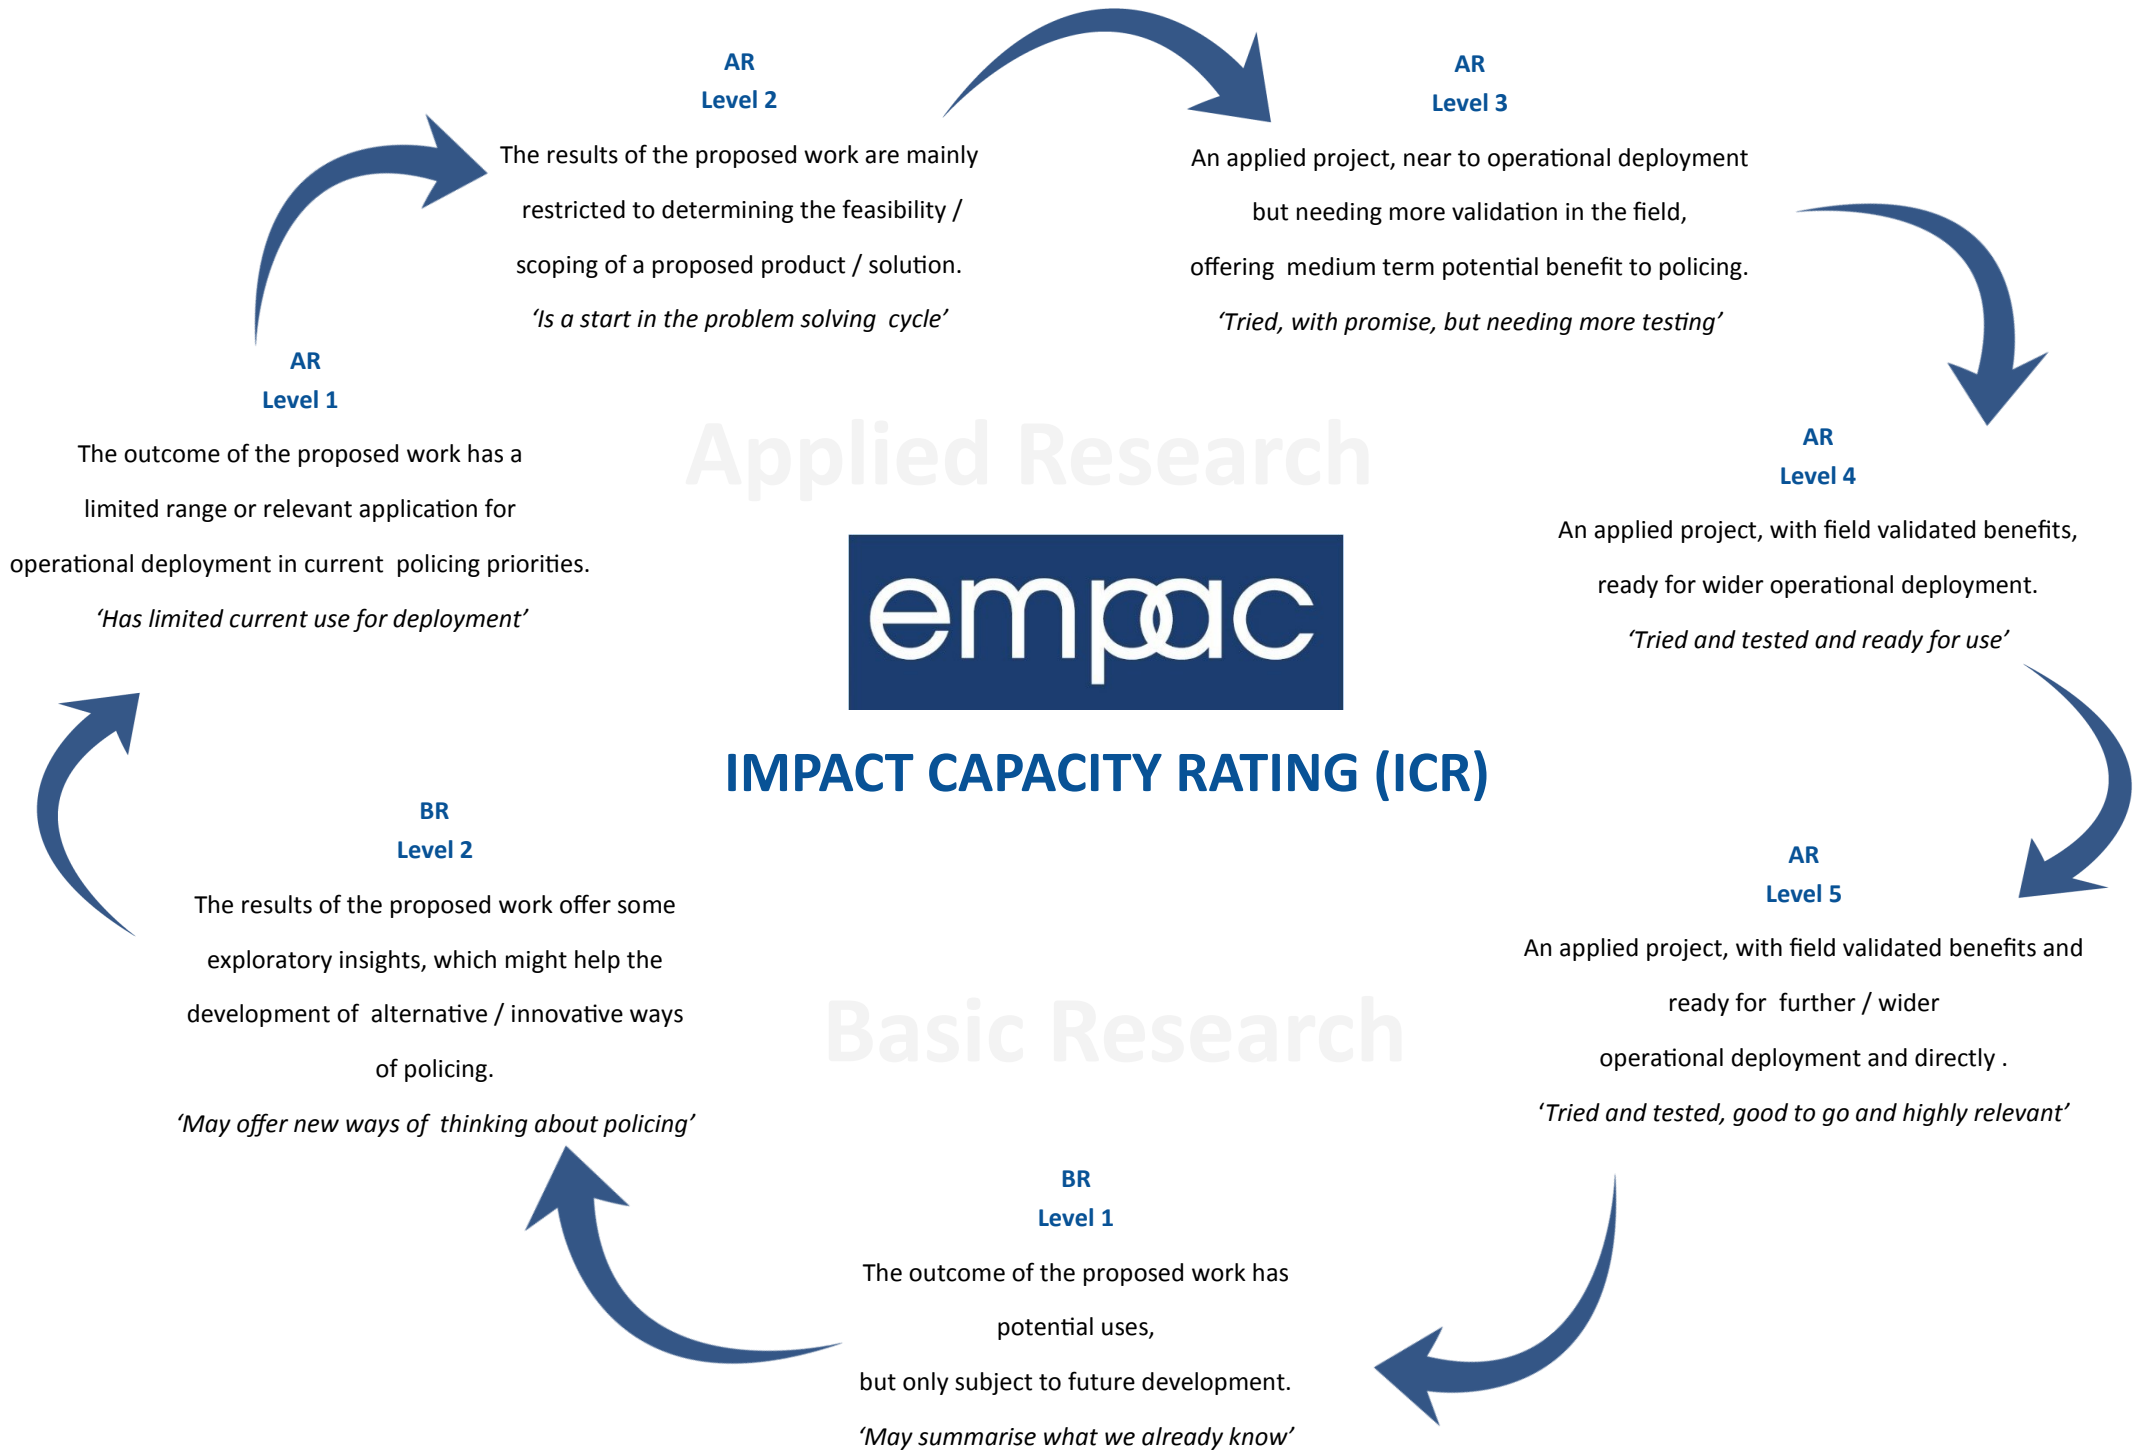 AR
Level 2
The results of the proposed work are mainly
restricted to determining the feasibility /
scoping of a proposed product / solution.
‘Is a start in the problem solving cycle’
AR
Level 3
An applied project, near to operational deployment
but needing more validation in the field,
offering medium term potential benefit to policing.
‘Tried, with promise, but needing more testing’
AR
Level 1
The outcome of the proposed work has a
limited range or relevant application for
operational deployment in current policing priorities.
‘Has limited current use for deployment’
Applied Research
AR
Level 4
An applied project, with field validated benefits,
ready for wider operational deployment.
‘Tried and tested and ready for use’
empac
IMPACT CAPACITY RATING (ICR)
BR
Level 2
The results of the proposed work offer some
exploratory insights, which might help the
development of alternative / innovative ways
of policing.
‘May offer new ways of thinking about policing’
Basic Research
AR
Level 5
An applied project, with field validated benefits and
ready for further / wider
operational deployment and directly .
‘Tried and tested, good to go and highly relevant’
BR
Level 1
The outcome of the proposed work has
potential uses,
but only subject to future development.
‘May summarise what we already know’